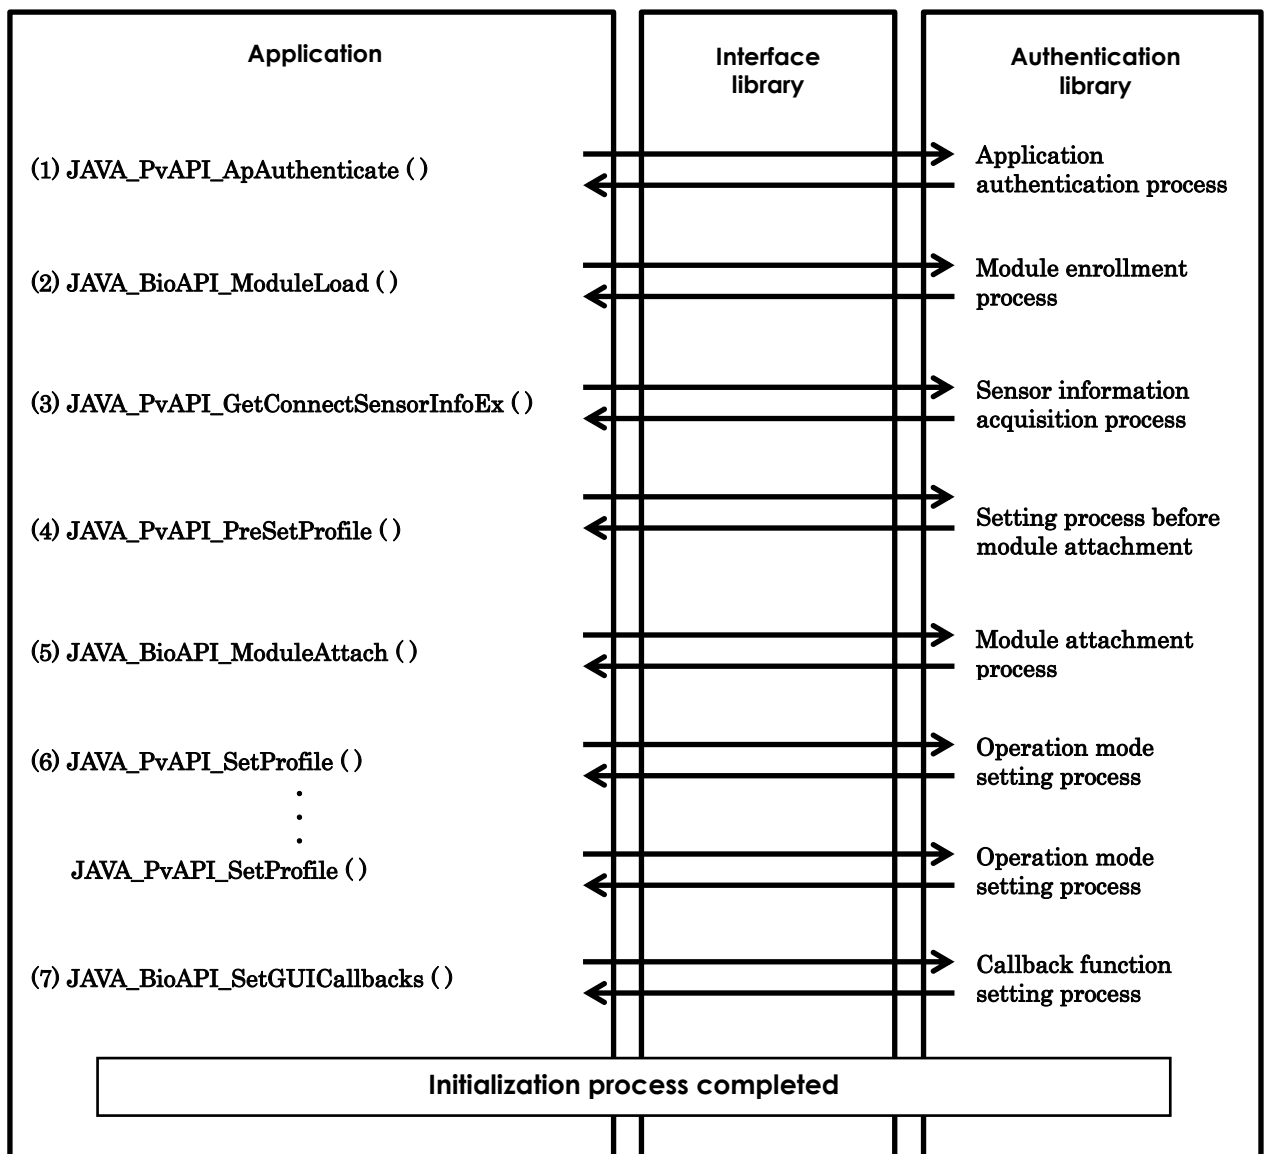 Application
Interface
library
Authentication
library
(1) JAVA_PvAPI_ApAuthenticate ( )
Application
authentication process
(2) JAVA_BioAPI_ModuleLoad ( )
Module enrollment
process
(3) JAVA_PvAPI_GetConnectSensorInfoEx ( )
Sensor information
acquisition process
(4) JAVA_PvAPI_PreSetProfile ( )
Setting process before
module attachment
(5) JAVA_BioAPI_ModuleAttach ( )
Module attachment
process
(6) JAVA_PvAPI_SetProfile ( )
Operation mode
setting process
.
.
.
JAVA_PvAPI_SetProfile ( )
Operation mode
setting process
(7) JAVA_BioAPI_SetGUICallbacks ( )
Callback function
setting process
Initialization process completed